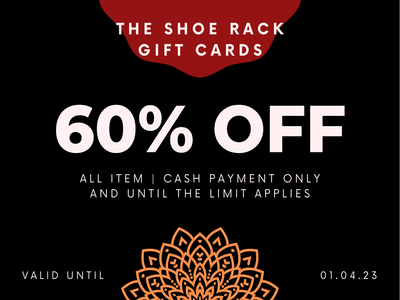 THE SHOE RACK
GIFT CARDS
60% OFF
ALL ITEM | CASH PAYMENT ONLY
AND UNTIL THE LIMIT APPLIES
VALID UNTIL
01.04.23